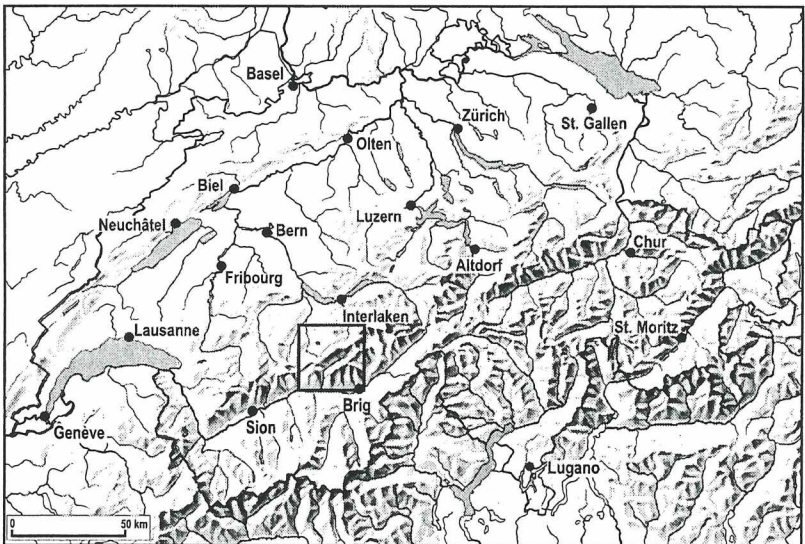 Basel
Zürich
St. Gallen
Olten
Biel
Luzern
Neuchâtel
Bern
Chur
Altdorf
Fribourg
Interlaken
St. Moritz
Lausanne
Brig
Sion
Genève
Lugano
0 50 km